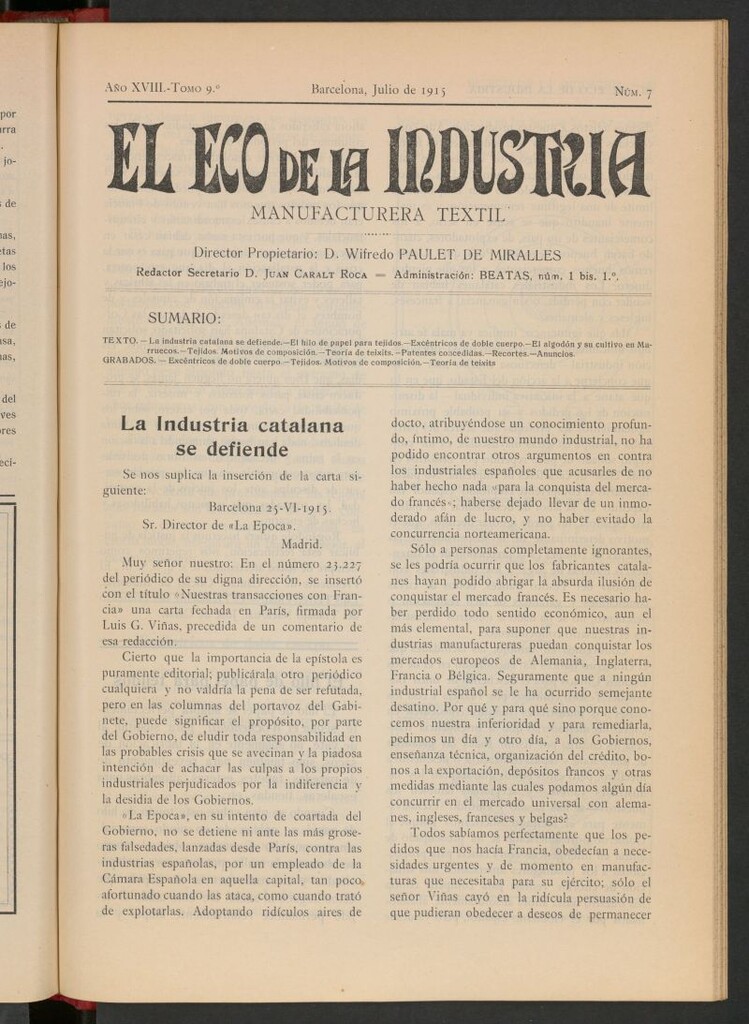 por
arra
.
jo-
s de
nas,
etas
los
ejo-
s de
nsa,
nas,
del
ves
ores
eci-
Año XVIII.-Tomo 9.º
Barcelona, Julio de 1915
Núm. 7
EL ECO DE LA INDUSTRIA
MANUFACTURERA TEXTIL
Director Propietario: D. Wifredo PAULET DE MIRALLES
Redactor Secretario D. Juan Caralt Roca = Administración: BEATAS, núm. 1 bis. 1.º.
SUMARIO:
TEXTO. — La industria catalana se defiende.—El hilo de papel para tejidos.—Excéntricos de doble cuerpo.—El algodón y su cultivo en Ma-
rruecos.—Tejidos. Motivos de composición.—Teoría de teixits.—Patentes concedidas.—Recortes.—Anuncios.
GRABADOS. — Excéntricos de doble cuerpo—Tejidos. Motivos de composición.—Teoría de teixits
La Industria catalana
se defiende
Se nos suplica la inserción de la carta si-
guiente:
Barcelona 25-VI-1915.
Sr. Director de «La Epoca».
Madrid.
Muy señor nuestro: En el número 23.227
del periódico de su digna dirección, se insertó
con el título «Nuestras transacciones con Fran-
cia» una carta fechada en París, firmada por
Luis G. Viñas, precedida de un comentario de
esa redacción.
Cierto que la importancia de la epístola es
puramente editorial; publicárala otro periódico
cualquiera y no valdría la pena de ser refutada,
pero en las columnas del portavoz del Gabi-
nete, puede significar el propósito, por parte
del Gobierno, de eludir toda responsabilidad en
las probables crisis que se avecinan y la piadosa
intención de achacar las culpas a los propios
industriales perjudicados por la indiferencia y
la desidia de los Gobiernos.
«La Epoca», en su intento de coartada del
Gobierno, no se detiene ni ante las más grose-
ras falsedades, lanzadas desde París, contra las
industrias españolas, por un empleado de la
Cámara Española en aquella capital, tan poco
afortunado cuando las ataca, como cuando trató
de explotarlas. Adoptando ridículos aires de
docto, atribuyéndose un conocimiento profun-
do, íntimo, de nuestro mundo industrial, no ha
podido encontrar otros argumentos en contra
los industriales españoles que acusarles de no
haber hecho nada «para la conquista del merca-
do francés«; haberse dejado llevar de un inmo-
derado afán de lucro, y no haber evitado la
concurrencia norteamericana.
Sólo a personas completamente ignorantes,
se les podría ocurrir que los fabricantes catala-
nes hayan podido abrigar la absurda ilusión de
conquistar el mercado francés. Es necesario ha-
ber perdido todo sentido económico, aun el
más elemental, para suponer que nuestras in-
dustrias manufactureras puedan conquistar los
mercados europeos de Alemania, Inglaterra,
Francia o Bélgica. Seguramente que a ningún
industrial español se le ha ocurrido semejante
desatino. Por qué y para qué sino porque cono-
cemos nuestra inferioridad y para remediarla,
pedimos un día y otro día, a los Gobiernos,
enseñanza técnica, organización del crédito, bo-
nos a la exportación, depósitos francos y otras
medidas mediante las cuales podamos algún día
concurrir en el mercado universal con alema-
nes, ingleses, franceses y belgas?
Todos sabíamos perfectamente que los pe-
didos que nos hacía Francia, obedecían a nece-
sidades urgentes y de momento en manufac-
turas que necesitaba para su ejército; sólo el
señor Viñas cayó en la ridícula persuasión de
que pudieran obedecer a deseos de permanecer